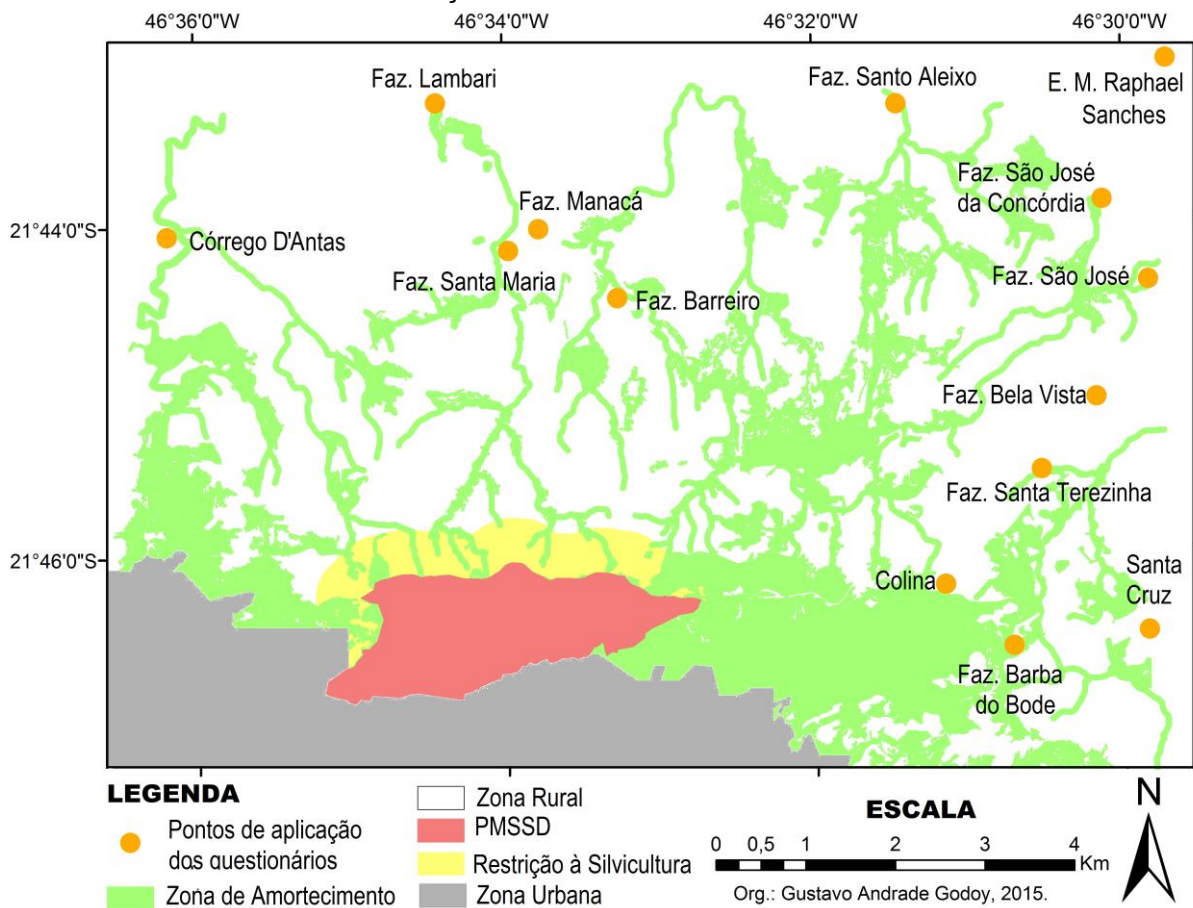 46°36'0"W
46°34'0"W
46°32'0"W
46°30'0"W
Faz. Lambari
Faz. Santo Aleixo
E. M. Raphael
Sanches
Faz. São José
da Concórdia
Faz. Manacá
21°44'0"S
Córrego D'Antas
Faz. Santa Maria
Faz. São José
Faz. Barreiro
Faz. Bela Vista
Faz. Santa Terezinha
21°46'0"S
Colina
Santa
Cruz
Faz. Barba
do Bode
LEGENDA
Pontos de aplicação
dos questionários
Zona de Amortecimento
Zona Rural
PMSSD
Restrição à Silvicultura
Zona Urbana
ESCALA
0 0,5 1 2 3 4
Km
Org.: Gustavo Andrade Godoy, 2015.
N